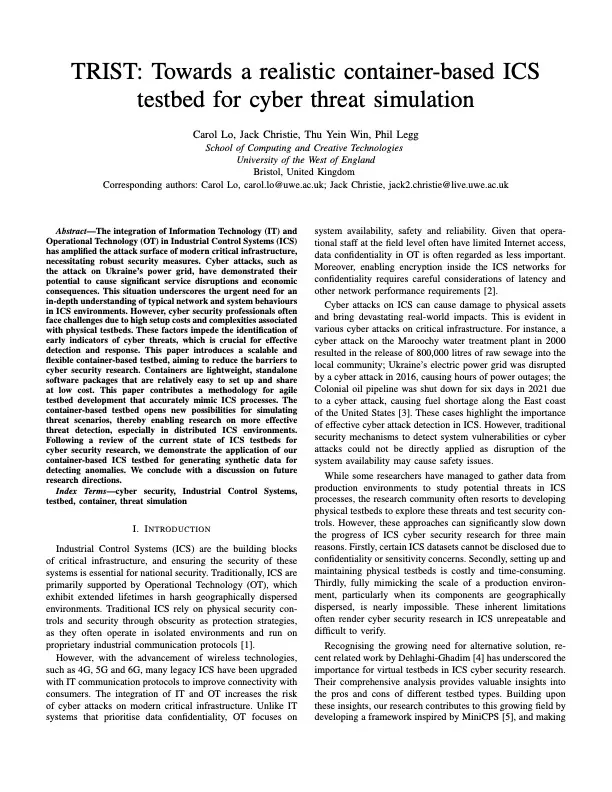 TRIST: Towards a realistic container-based ICS
testbed for cyber threat simulation
Carol Lo, Jack Christie, Thu Yein Win, Phil Legg
School of Computing and Creative Technologies
University of the West of England
Bristol, United Kingdom
Corresponding authors: Carol Lo, carol.lo@uwe.ac.uk; Jack Christie, jack2.christie@live.uwe.ac.uk
Abstract—The integration of Information Technology (IT) and
Operational Technology (OT) in Industrial Control Systems (ICS)
has amplified the attack surface of modern critical infrastructure,
necessitating robust security measures. Cyber attacks, such as
the attack on Ukraine's power grid, have demonstrated their
potential to cause significant service disruptions and economic
consequences. This situation underscores the urgent need for an
in-depth understanding of typical network and system behaviours
in ICS environments. However, cyber security professionals often
face challenges due to high setup costs and complexities associated
with physical testbeds. These factors impede the identification of
early indicators of cyber threats, which is crucial for effective
detection and response. This paper introduces a scalable and
flexible container-based testbed, aiming to reduce the barriers to
cyber security research. Containers are lightweight, standalone
software packages that are relatively easy to set up and share
at low cost. This paper contributes a methodology for agile
testbed development that accurately mimic ICS processes. The
container-based testbed opens new possibilities for simulating
threat scenarios, thereby enabling research on more effective
threat detection, especially in distributed ICS environments.
Following a review of the current state of ICS testbeds for
cyber security research, we demonstrate the application of our
container-based testbed for generating synthetic data for
detecting anomalies. We conclude with a discussion on future
research directions.
Index Terms—cyber security, Industrial Control Systems,
testbed, container, threat simulation
I. Introduction
Industrial Control Systems (ICS) are the building blocks
of critical infrastructure, and ensuring the security of these
systems is essential for national security. Traditionally, ICS are
primarily supported by Operational Technology (OT), which
exhibit extended lifetimes in harsh geographically dispersed
environments. Traditional ICS rely on physical security con-
trols and security through obscurity as protection strategies,
as they often operate in isolated environments and run on
proprietary industrial communication protocols [1].
However, with the advancement of wireless technologies,
such as 4G, 5G and 6G, many legacy ICS have been upgraded
with IT communication protocols to improve connectivity with
consumers. The integration of IT and OT increases the risk
of cyber attacks on modern critical infrastructure. Unlike IT
systems that prioritise data confidentiality, OT focuses on
system availability, safety and reliability. Given that opera-
tional staff at the field level often have limited Internet access,
data confidentiality in OT is often regarded as less important.
Moreover, enabling encryption inside the ICS networks for
confidentiality requires careful considerations of latency and
other network performance requirements [2].
Cyber attacks on ICS can cause damage to physical assets
and bring devastating real-world impacts. This is evident in
various cyber attacks on critical infrastructure. For instance, a
cyber attack on the Maroochy water treatment plant in 2000
resulted in the release of 800,000 litres of raw sewage into the
local community; Ukraine's electric power grid was disrupted
by a cyber attack in 2016, causing hours of power outages; the
Colonial oil pipeline was shut down for six days in 2021 due
to a cyber attack, causing fuel shortage along the East coast
of the United States [3]. These cases highlight the importance
of effective cyber attack detection in ICS. However, traditional
security mechanisms to detect system vulnerabilities or cyber
attacks could not be directly applied as disruption of the
system availability may cause safety issues.
While some researchers have managed to gather data from
production environments to study potential threats in ICS
processes, the research community often resorts to developing
physical testbeds to explore these threats and test security con-
trols. However, these approaches can significantly slow down
the progress of ICS cyber security research for three main
reasons. Firstly, certain ICS datasets cannot be disclosed due to
confidentiality or sensitivity concerns. Secondly, setting up and
maintaining physical testbeds is costly and time-consuming.
Thirdly, fully mimicking the scale of a production environ-
ment, particularly when its components are geographically
dispersed, is nearly impossible. These inherent limitations
often render cyber security research in ICS unrepeatable and
difficult to verify.
Recognising the growing need for alternative solution, re-
cent related work by Dehlaghi-Ghadim [4] has underscored the
importance for virtual testbeds in ICS cyber security research.
Their comprehensive analysis provides valuable insights into
the pros and cons of different testbed types. Building upon
these insights, our research contributes to this growing field by
developing a framework inspired by MiniCPS [5], and making